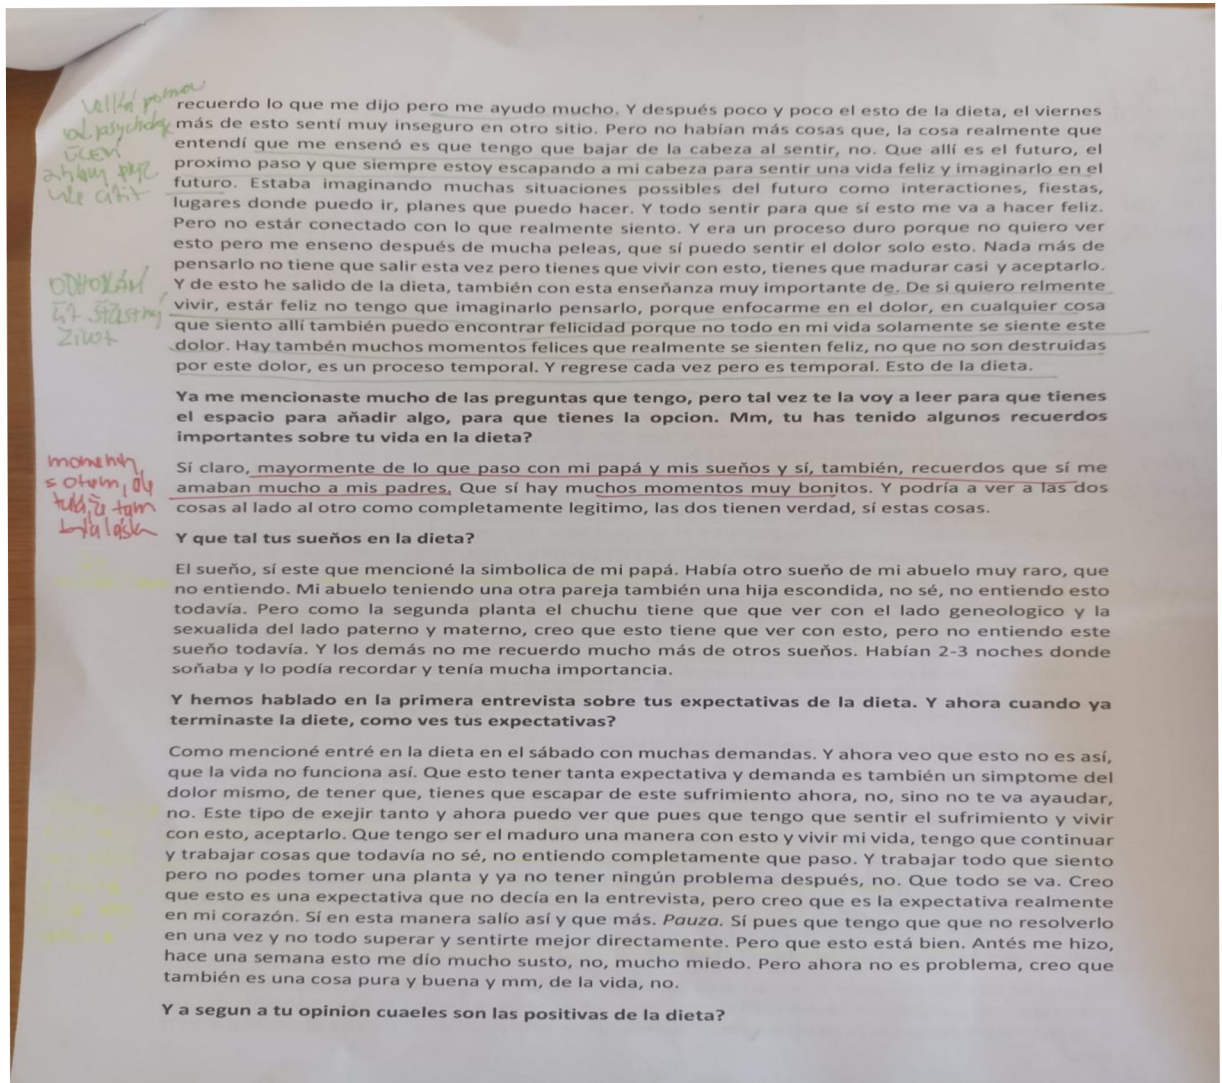 recuerdo lo que me dijo pero me ayudo mucho. Y después poco y poco el esto de la dieta, el viernes
más de esto sentí muy inseguro en otro sitio. Pero no habían más cosas que, la cosa realmente que
entendí que me ensenó es que tengo que bajar de la cabeza al sentir, no. Que allí es el futuro, el
proximo paso y que siempre estoy escapando a mi cabeza para sentir una vida feliz y imaginarlo en el
futuro. Estaba imaginando muchas situaciones possibles del futuro como interactiones, fiestas,
lugares donde puedo ir, planes que puedo hacer. Y todo sentir para que sí esto me va a hacer feliz.
Pero no estár conectado con lo que realmente siento. Y era un proceso duro porque no quiero ver
esto pero me enseno después de mucha peleas, que sí puedo sentir el dolor solo esto. Nada más de
pensarlo no tiene que salir esta vez pero tienes que vivir con esto, tienes que madurar casi y aceptarlo.
ODHODLÁNÍ
Y de esto he salido de la dieta, también con esta enseñanza muy importante de. De si quiero relmente
žít šťastný
vivir, estár feliz no tengo que imaginarlo pensarlo, porque enfocarme en el dolor, en cualquier cosa
život
que siento allí también puedo encontrar felicidad porque no todo en mi vida solamente se siente este
dolor. Hay tambén muchos momentos felices que realmente se sienten feliz, no que no son destruidas
por este dolor, es un proceso temporal. Y regrese cada vez pero es temporal. Esto de la dieta.
Ya me mencionaste mucho de las preguntas que tengo, pero tal vez te la voy a leer para que tienes
el espacio para añadir algo, para que tienes la opcion. Mm, tu has tenido algunos recuerdos
importantes sobre tu vida en la dieta?
momenty
s otcem,
Sí claro, mayormente de lo que paso con mi papá y mis sueños y sí, también, recuerdos que sí me
amaban mucho a mis padres. Que sí hay muchos momentos muy bonitos. Y podría a ver a las dos
že tam
cosas al lado al otro como completamente legitimo, las dos tienen verdad, sí estas cosas.
byla láska
Y que tal tus sueños en la dieta?
El sueño, sí este que mencioné la simbolica de mi papá. Había otro sueño de mi abuelo muy raro, que
no entiendo. Mi abuelo teniendo una otra pareja también una hija escondida, no sé, no entiendo esto
todavía. Pero como la segunda planta el chuchu tiene que que ver con el lado geneologico y la
sexualida del lado paterno y materno, creo que esto tiene que ver con esto, pero no entiendo este
sueño todavía. Y los demás no me recuerdo mucho más de otros sueños. Habían 2-3 noches donde
soñaba y lo podía recordar y tenía mucha importancia.
Y hemos hablado en la primera entrevista sobre tus expectativas de la dieta. Y ahora cuando ya
terminaste la diete, como ves tus expectativas?
Como mencioné entré en la dieta en el sábado con muchas demandas. Y ahora veo que esto no es así,
que la vida no funciona así. Que esto tener tanta expectativa y demanda es también un simptome del
dolor mismo, de tener que, tienes que escapar de este sufrimiento ahora, no, sino no te va ayaudar,
no. Este tipo de exejir tanto y ahora puedo ver que pues que tengo que sentir el sufrimiento y vivir
con esto, aceptarlo. Que tengo ser el maduro una manera con esto y vivir mi vida, tengo que continuar
y trabajar cosas que todavía no sé, no entiendo completamente que paso. Y trabajar todo que siento
pero no podes tomer una planta y ya no tener ningún problema después, no. Que todo se va. Creo
que esto es una expectativa que no decía en la entrevista, pero creo que es la expectativa realmente
en mi corazón. Sí en esta manera salío así y que más. Pauza. Sí pues que tengo que que no resolverlo
en una vez y no todo superar y sentirte mejor directamente. Pero que esto está bien. Antés me hizo,
hace una semana esto me dío mucho susto, no, mucho miedo. Pero ahora no es problema, creo que
también es una cosa pura y buena y mm, de la vida, no.
Y a segun a tu opinion cuaeles son las positivas de la dieta?